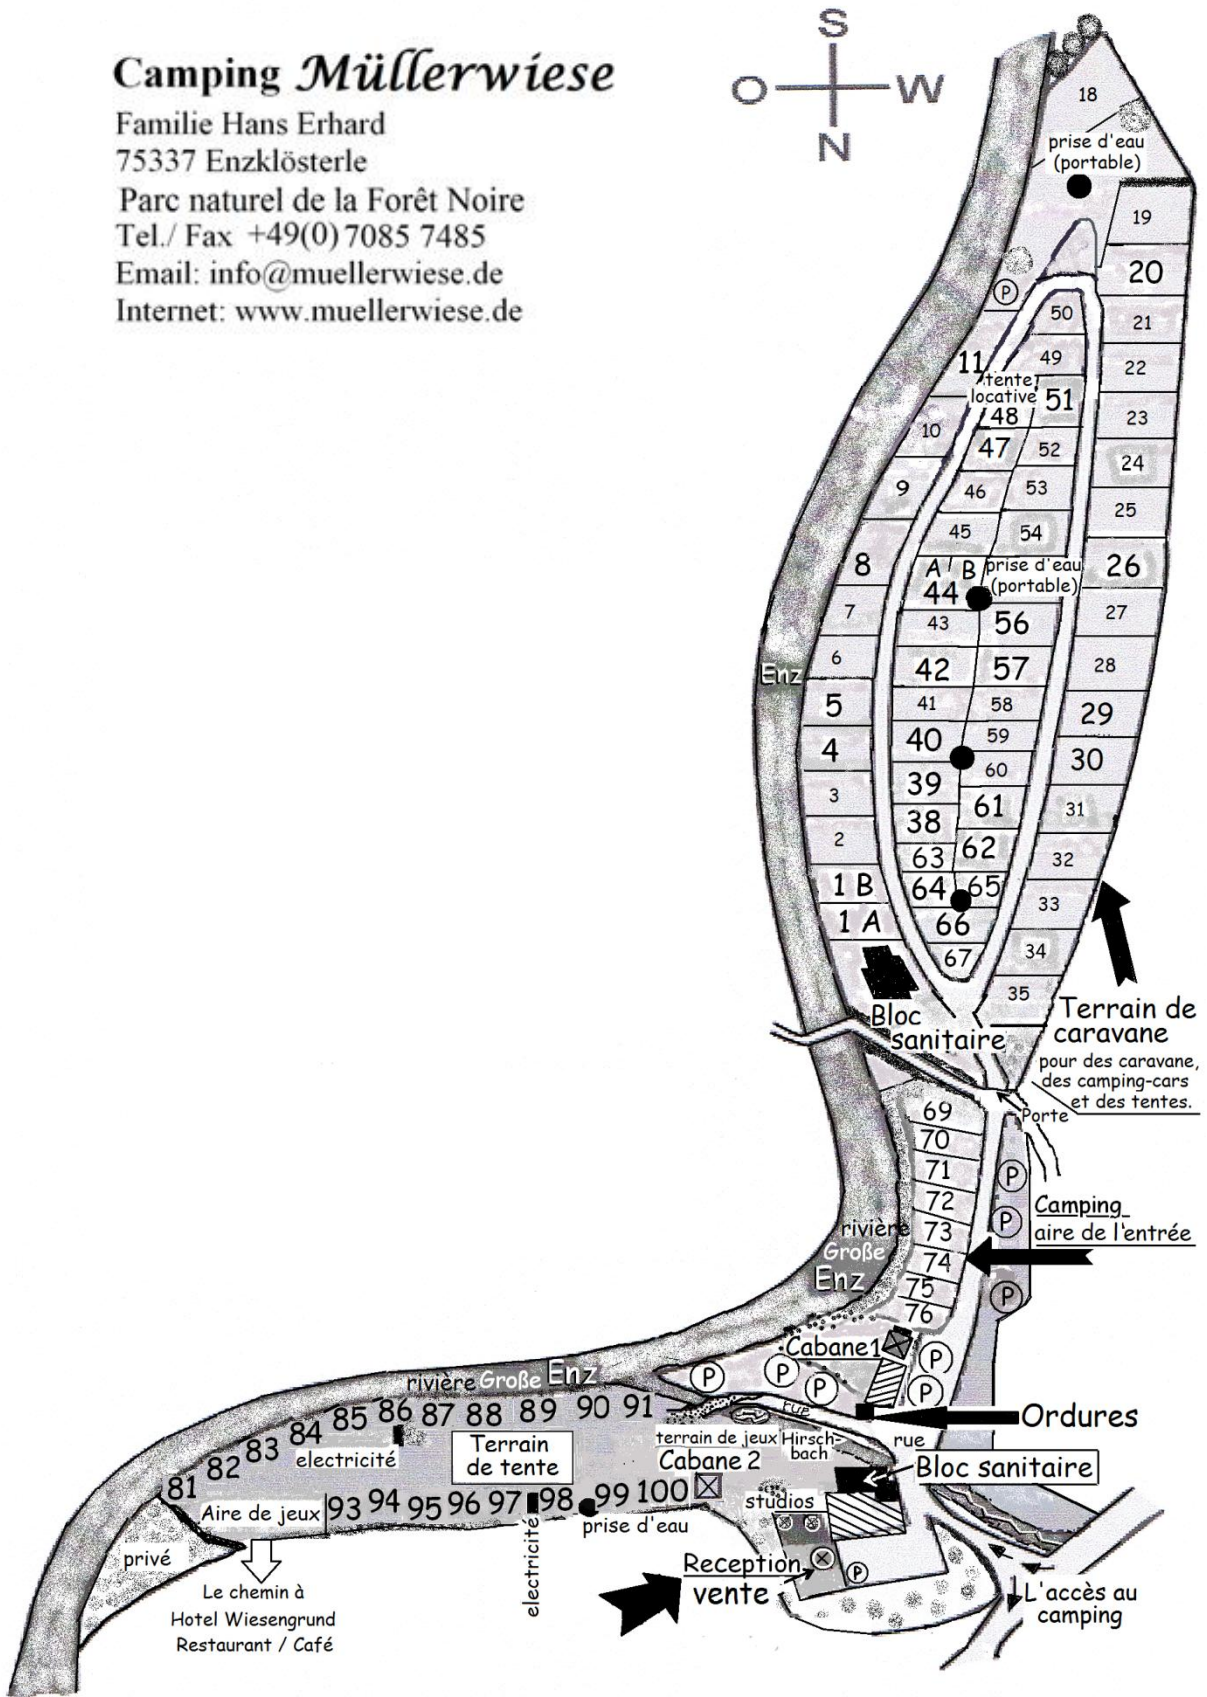 Camping Müllerwiese
Familie Hans Erhard
75337 Enzklösterle
Parc naturel de la Forêt Noire
Tel./ Fax +49(0) 7085 7485
Email: info@muellerwiese.de
Internet: www.muellerwiese.de
S
O W
N
18
prise d'eau
(portable)
19
20
P
50
21
11
49
22
tente
locative
51
48
23
10
47
52
24
9
46
53
25
45
54
8
A / B
prise d'eau
(portable)
26
44
7
43
56
27
6
42
57
28
Enz
5
41
58
29
4
40
59
30
60
39
3
61
31
38
2
62
63
32
1 B
64
65
33
1 A
66
67
34
35
Bloc
sanitaire
Terrain de
caravane
pour des caravane,
des camping-cars
et des tentes.
Porte
69
70
71
72
73
74
75
76
P
P
P
Camping
aire de l'entrée
rivière
Große
Enz
Cabane 1
P
P
P
P
P
rivière Große Enz
rue
Ordures
81
82
83
84
85
86
87
88
89
90
91
electricité
Terrain
de tente
terrain de jeux
Hirsch-
bach
rue
Cabane 2
Bloc sanitaire
Aire de jeux
93
94
95
96
97
98
99
100
electricité
prise d'eau
studios
privé
Reception
vente
P
Le chemin à
Hotel Wiesengrund
Restaurant / Café
L'accès au
camping